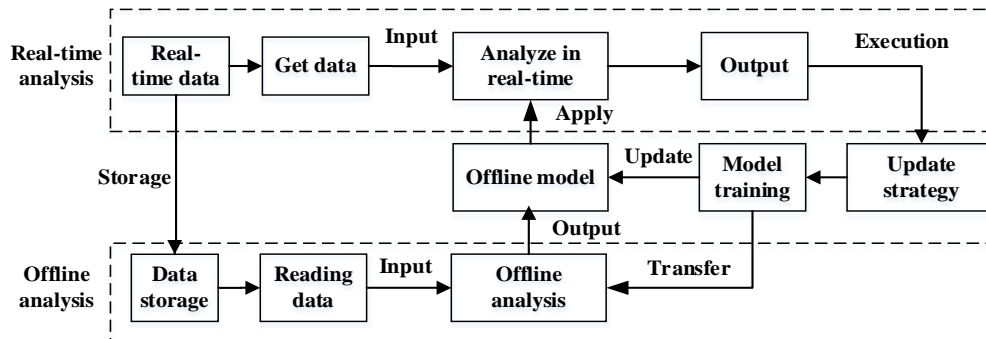 Real-time
analysis
Real-
time data
Get data
Input
Analyze in
real-time
Output
Execution
Apply
Storage
Offline model
Update
Model
training
Update
strategy
Output
Transfer
Offline
analysis
Data
storage
Reading
data
Input
Offline
analysis